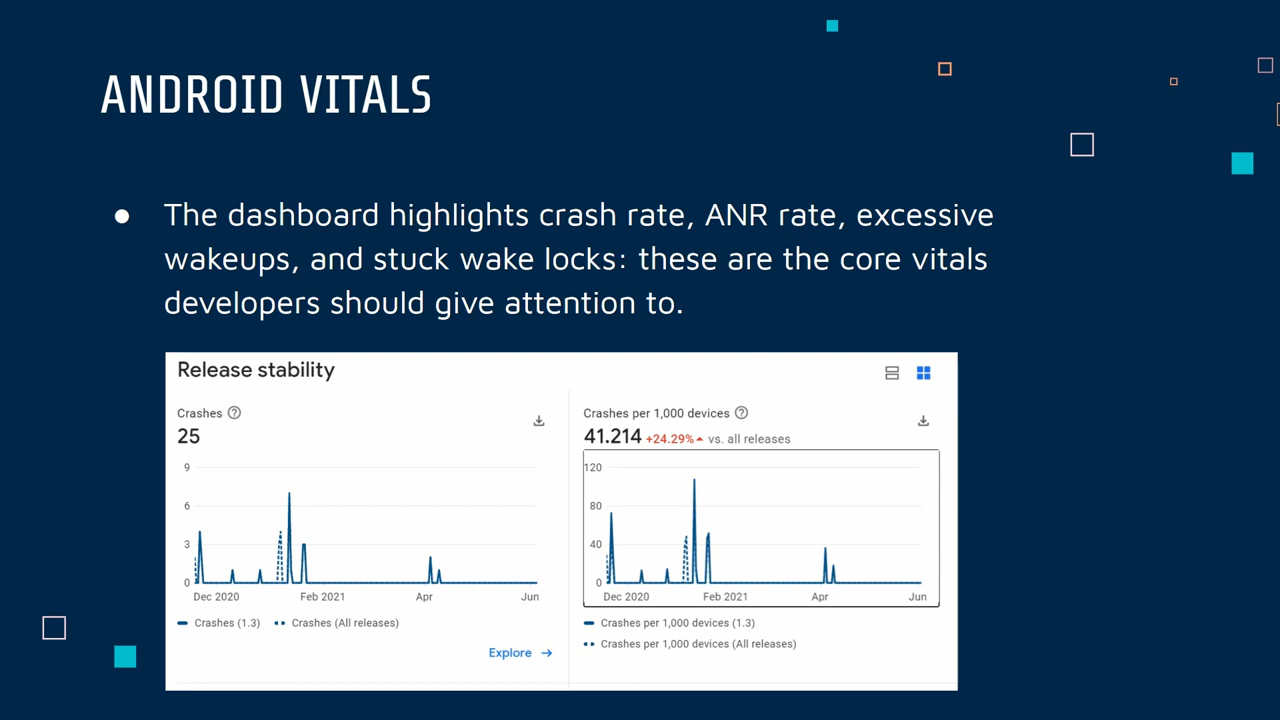 ANDROID VITALS
● The dashboard highlights crash rate, ANR rate, excessive
wakeups, and stuck wake locks: these are the core vitals
developers should give attention to.
Release stability
Crashes ?
25
9
6
3
0
Dec 2020 Feb 2021 Apr Jun
Crashes (1.3) Crashes (All releases)
Explore →
Crashes per 1,000 devices ?
41.214 +24.29% vs. all releases
120
80
40
0
Dec 2020 Feb 2021 Apr Jun
Crashes per 1,000 devices (1.3)
Crashes per 1,000 devices (All releases)